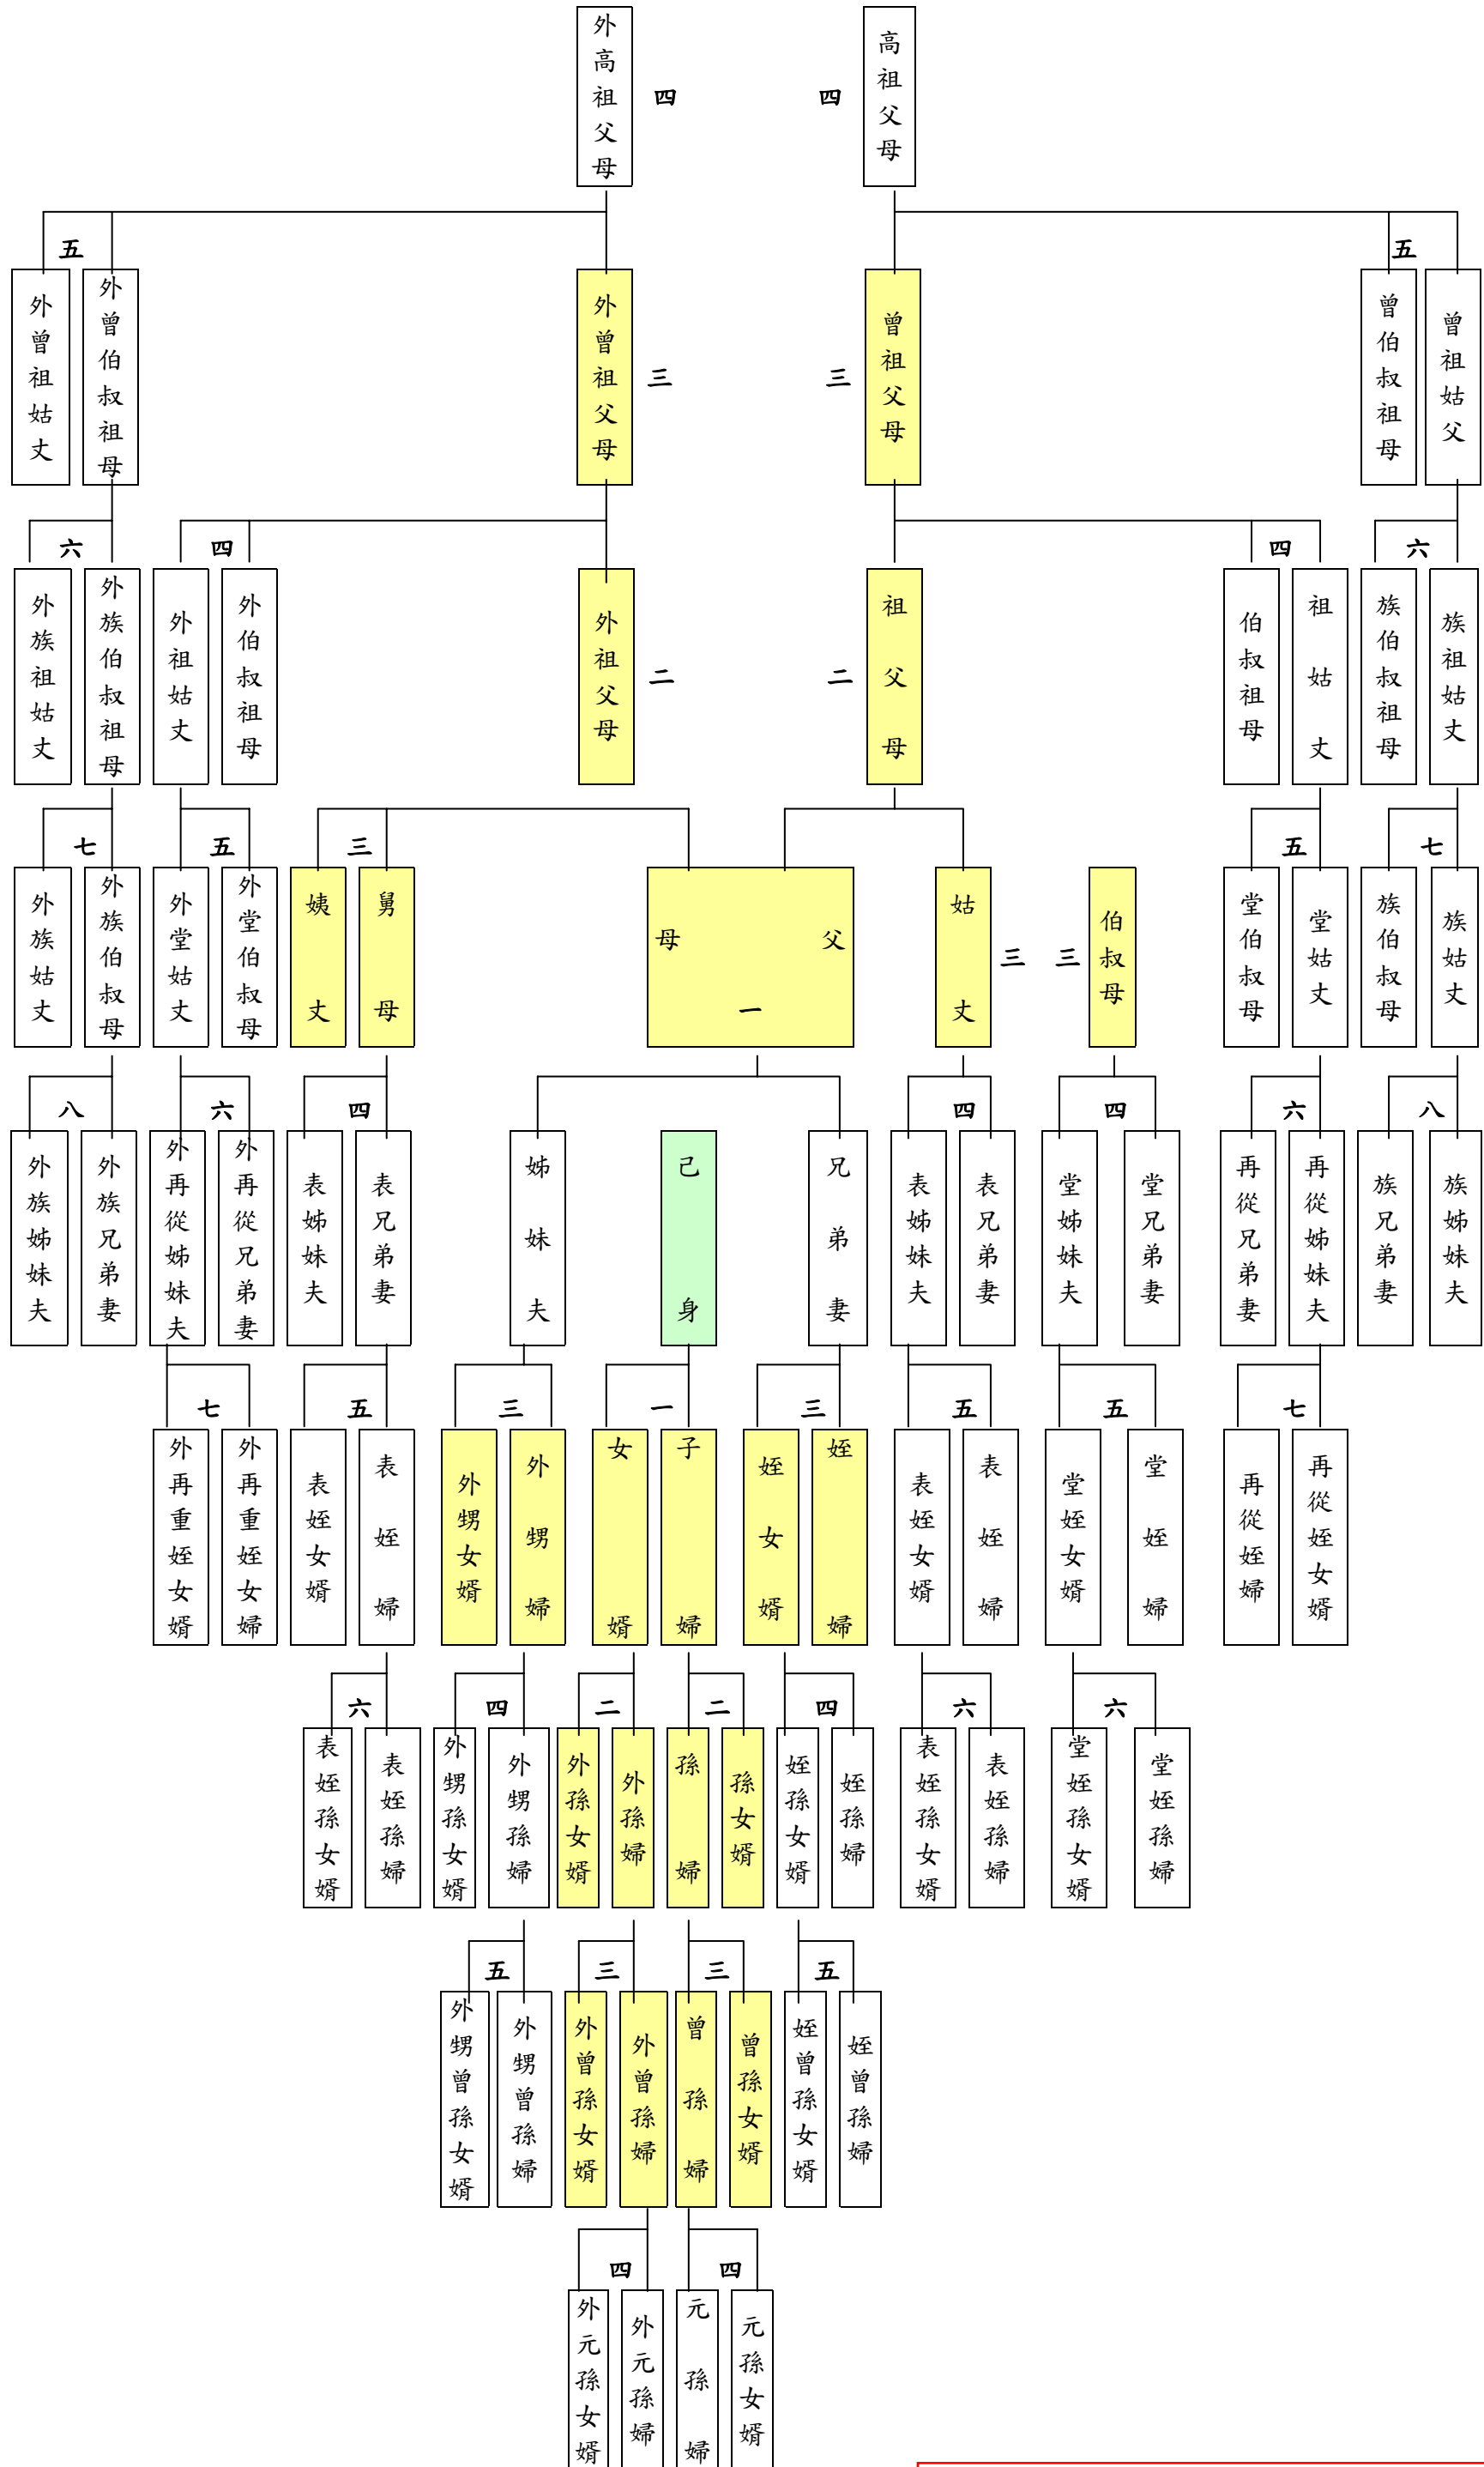 外高祖父母
四
四
高祖父母
五
五
外曾祖姑丈
外曾伯叔祖母
外曾祖父母
三
三
曾祖父母
曾伯叔祖母
曾祖姑父
六
四
四
六
外族祖姑丈
外族伯叔祖母
外祖姑丈
外伯叔祖母
外祖父母
二
二
祖父母
伯叔祖母
祖姑丈
族伯叔祖母
族祖姑丈
七
五
三
五
七
外族姑丈
外族伯叔母
外堂姑丈
外堂伯叔母
姨丈
舅母
母
父
一
姑丈
三
三
伯叔母
堂伯叔母
堂姑丈
族伯叔母
族姑丈
八
六
四
四
四
六
八
外族姊妹夫
外族兄弟妻
外再從姊妹夫
外再從兄弟妻
表姊妹夫
表兄弟妻
姊妹夫
己身
兄弟妻
表姊妹夫
表兄弟妻
堂姊妹夫
堂兄弟妻
再從兄弟妻
再從姊妹夫
族兄弟妻
族姊妹夫
七
五
三
一
三
五
五
七
外再重姪女婿
外再重姪女婦
表姪女婿
表姪婦
外甥女婿
外甥婦
女婿
子婦
姪女婿
姪婦
表姪女婿
表姪婦
堂姪女婿
堂姪婦
再從姪婦
再從姪女婿
六
四
二
二
四
六
六
表姪孫女婿
表姪孫婦
外甥孫女婿
外甥孫婦
外孫女婿
外孫婦
孫婦
孫女婿
姪孫女婿
姪孫婦
表姪孫女婿
表姪孫婦
堂姪孫女婿
堂姪孫婦
五
三
三
五
外甥曾孫女婿
外甥曾孫婦
外曾孫女婿
外曾孫婦
曾孫婦
曾孫女婿
姪曾孫女婿
姪曾孫婦
四
四
外元孫女婿
外元孫婦
元孫婦
元孫女婿